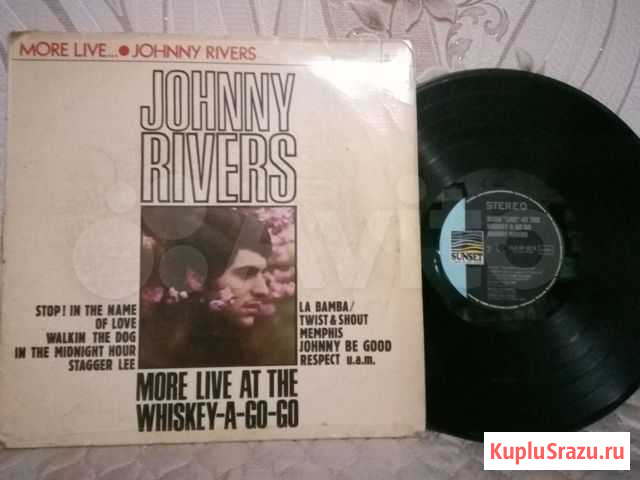 MORE LIVE...● JOHNNY RIVERS
JOHNNY
RIVERS
STOP! IN THE NAME
OF LOVE
WALKIN THE DOG
IN THE MIDNIGHT HOUR
STAGGER LEE
LA BAMBA/
TWIST & SHOUT
MEMPHIS
JOHNNY BE GOOD
RESPECT u.a.m.
MORE LIVE AT THE
WHISKEY-A-GO-GO
STEREO
SUNSET
Avito
KupluSrazu.ru